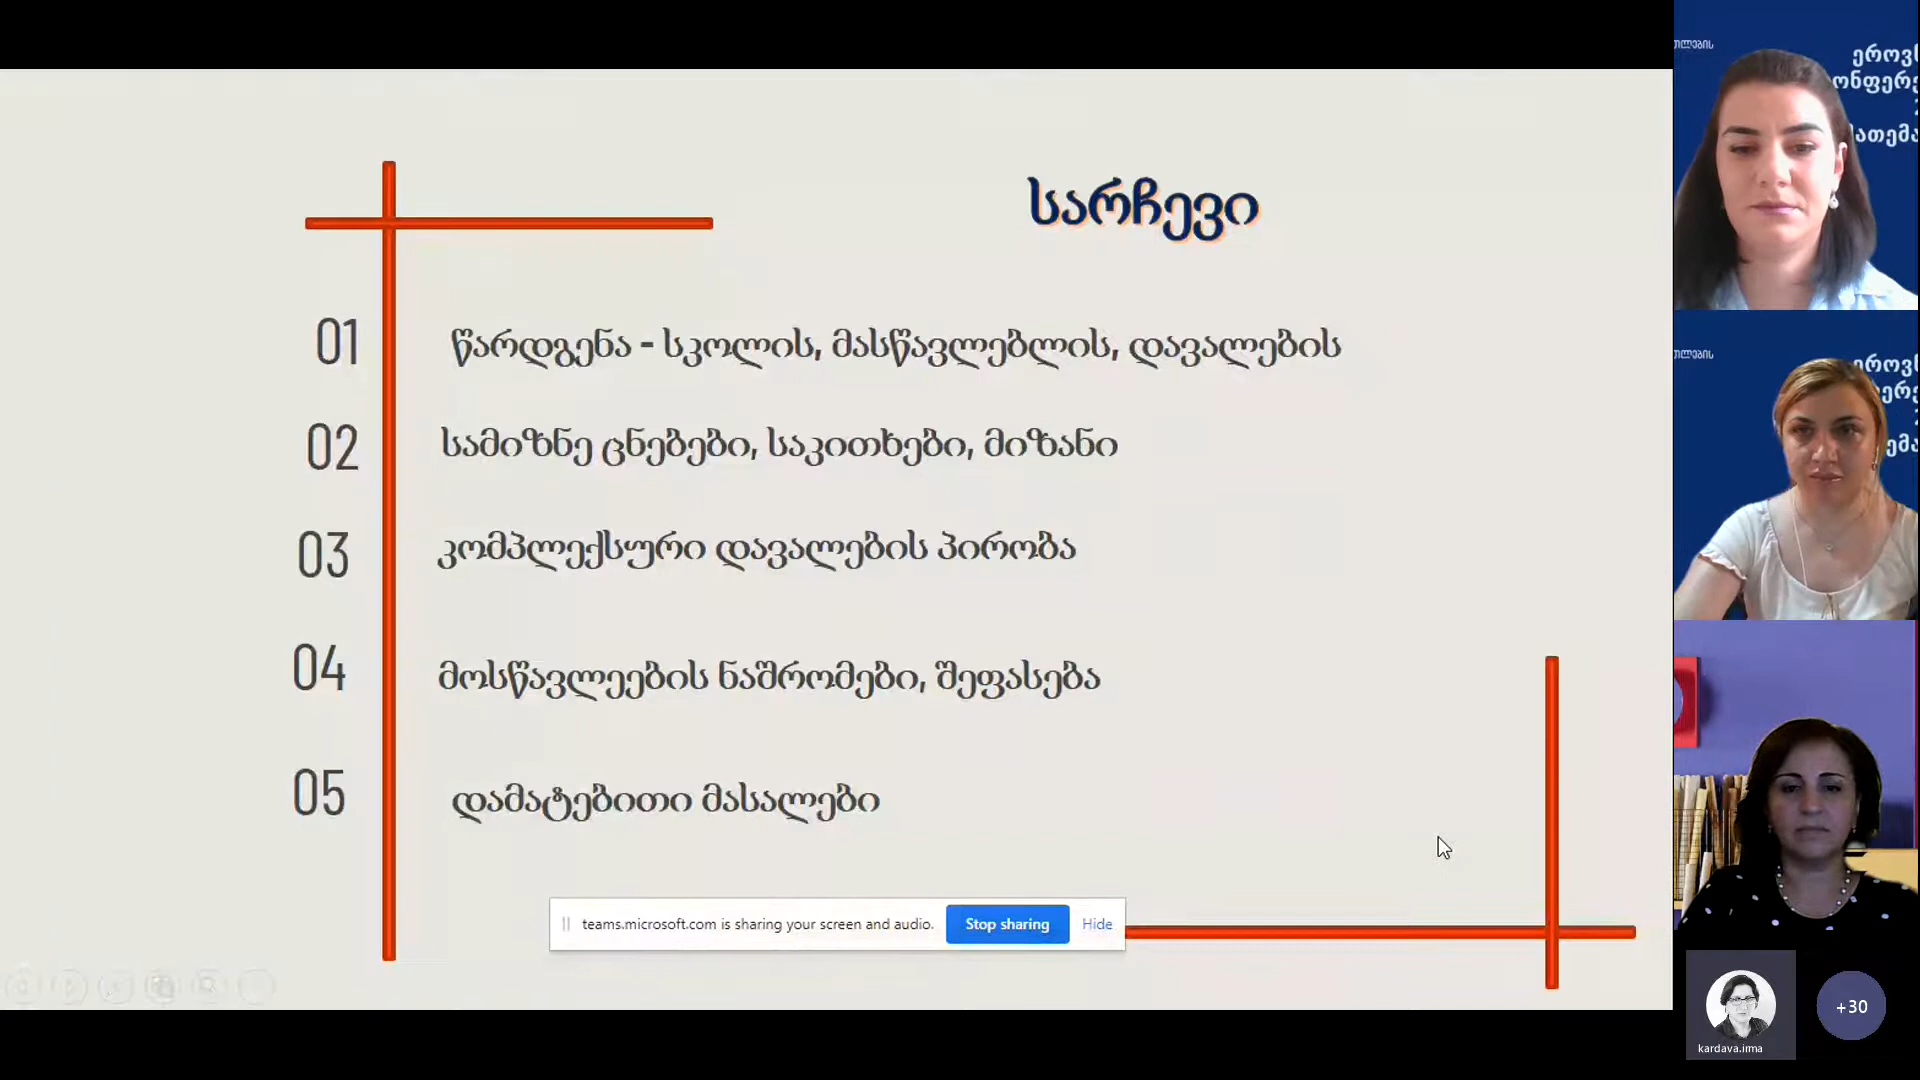 სარჩევი
01 წარდგენა - სკოლის, მასწავლებლის, დავალების
02 სამიზნე ცნებები, საკითხები, მიზანი
03 კომპლექსური დავალების პირობა
04 მოსწავლეების ნაშრომები, შეფასება
05 დამატებითი მასალები
teams.microsoft.com is sharing your screen and audio. Stop sharing Hide
kardava.irma
+30